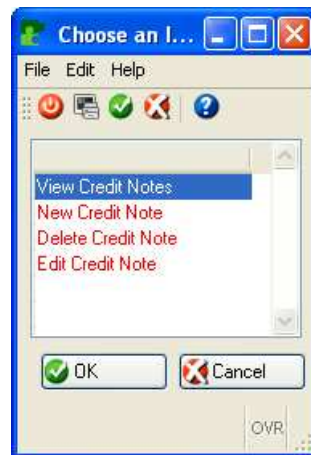 Choose an I...
File Edit Help
View Credit Notes
New Credit Note
Delete Credit Note
Edit Credit Note
OK Cancel
OVR